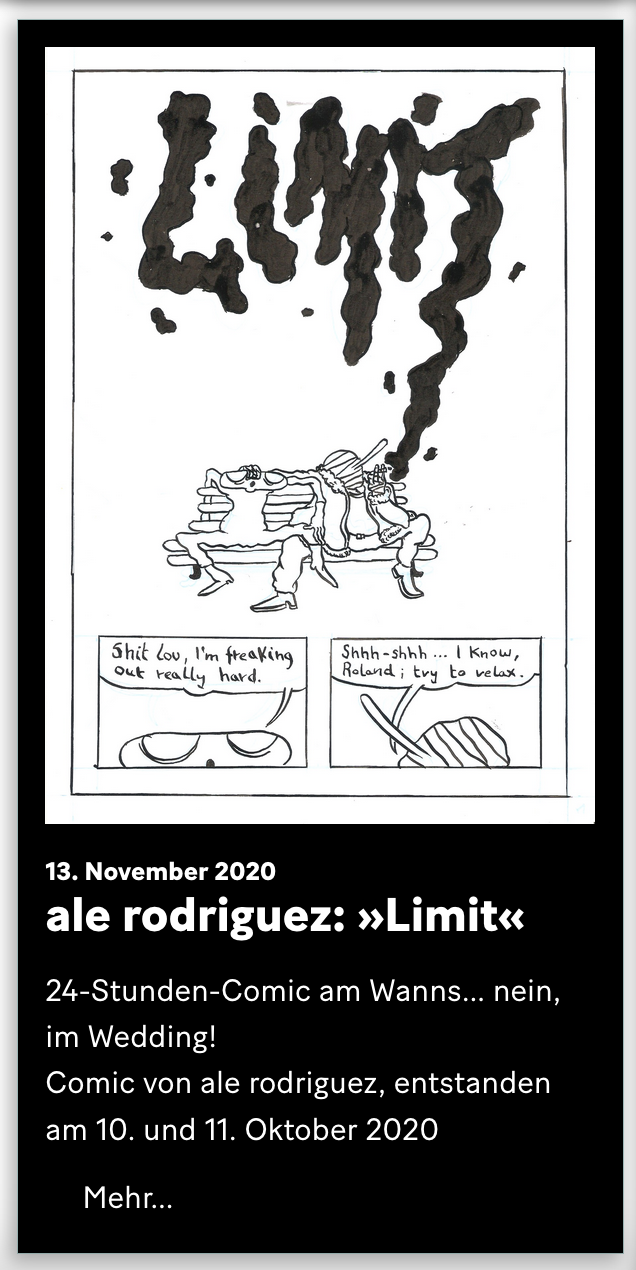 LIMIT
Shit Lou, I'm freaking
out really hard.
Shhh-shhh ... I know,
Roland; try to relax.
13. November 2020
ale rodriguez: »Limit«
24-Stunden-Comic am Wanns... nein,
im Wedding!
Comic von ale rodriguez, entstanden
am 10. und 11. Oktober 2020
Mehr...